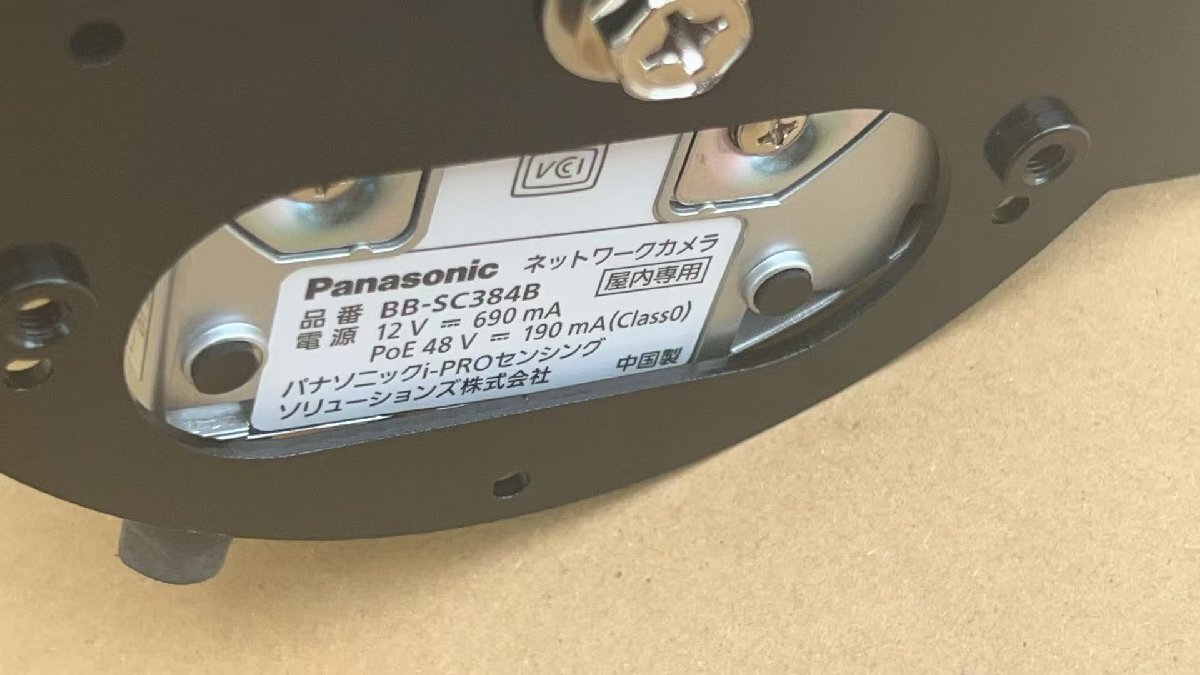 VCCI
Panasonic ネットワークカメラ
品番 BB-SC384B 屋内専用
電源 12 V ⎓ 690 mA
PoE 48 V ⎓ 190 mA (Class0)
パナソニックi-PROセンシング
ソリューションズ株式会社 中国製